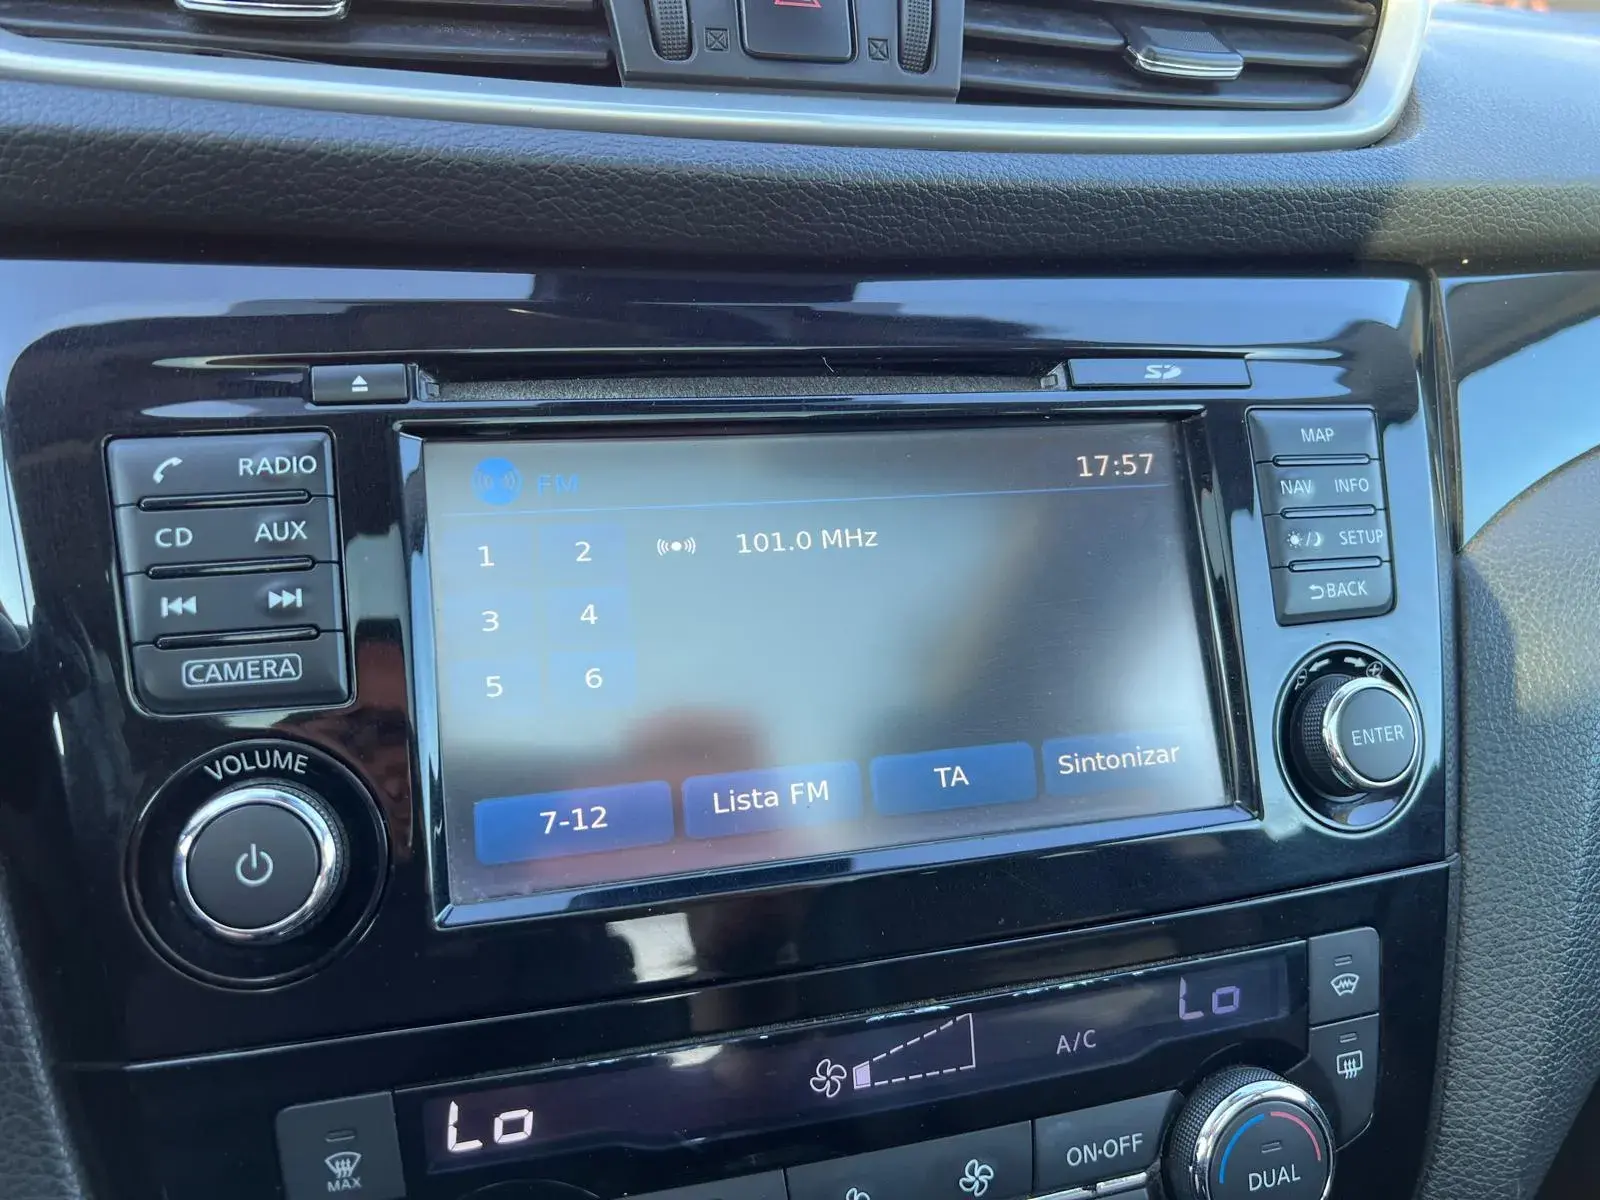 RADIO
CD AUX
CAMERA
VOLUME
FM
17:57
1 2
101.0 MHz
3 4
5 6
7-12
Lista FM
TA
Sintonizar
SD
MAP
NAV INFO
SETUP
BACK
ENTER
Lo
A/C
Lo
MAX
ON·OFF
DUAL